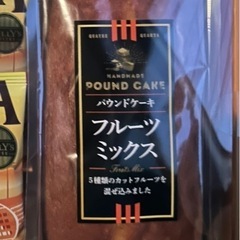 QUATRE QUARTS
HANDMADE
POUND CAKE
パウンドケーキ
フルーツ
ミックス
Fruits Mix
5種類のカットフルーツを
混ぜ込みました